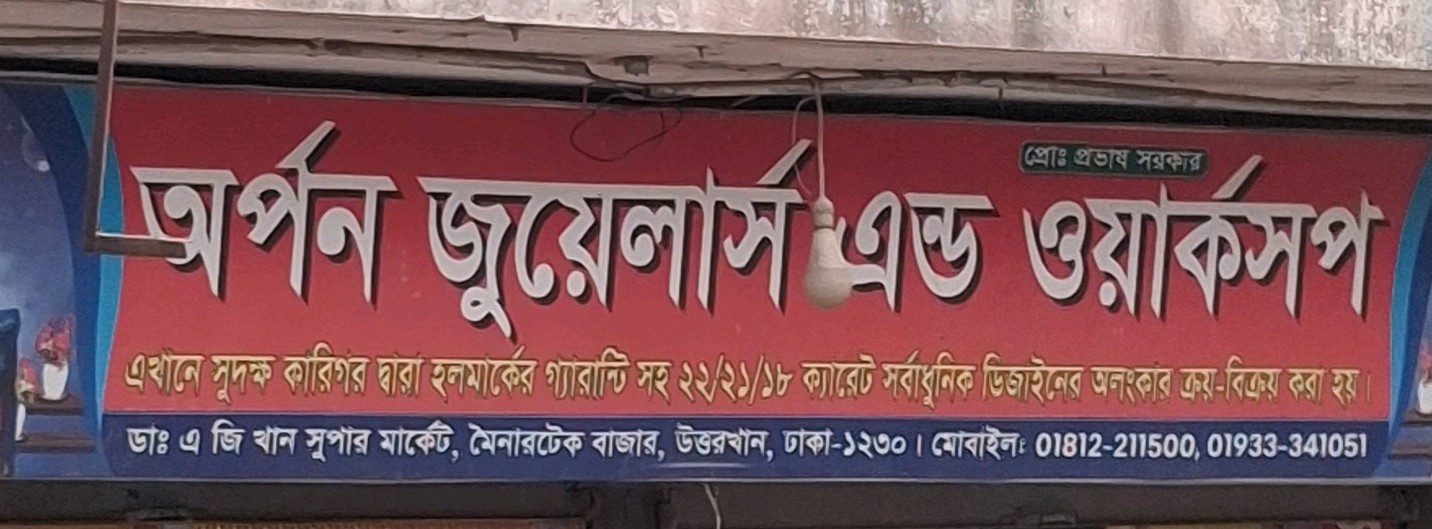 প্রোঃ প্রভাষ সরকার
অর্পন জুয়েলার্স এন্ড ওয়ার্কসপ
এখানে সুদক্ষ কারিগর দ্বারা হলমার্কের গ্যারান্টি সহ ২২/২১/১৮ ক্যারেট সর্বাধুনিক ডিজাইনের অলংকার ক্রয়-বিক্রয় করা হয়।
ডাঃ এ জি খান সুপার মার্কেট, মৈনারটেক বাজার, উত্তরখান, ঢাকা-১২৩০। মোবাইলঃ 01812-211500, 01933-341051